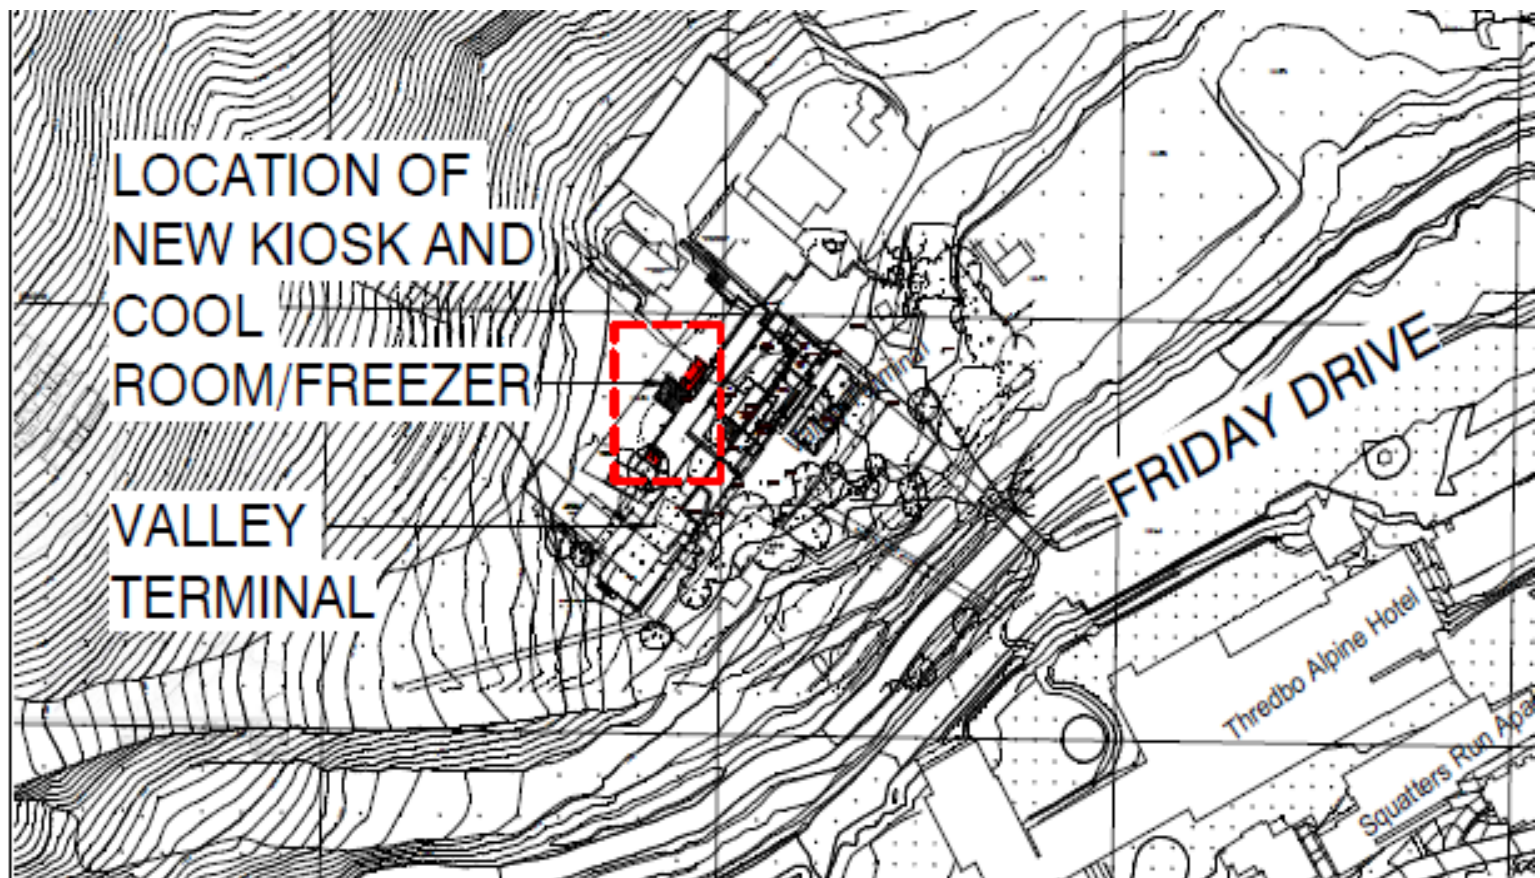 LOCATION OF
NEW KIOSK AND
COOL
ROOM/FREEZER
VALLEY
TERMINAL
FRIDAY DRIVE
Thredbo Alpine Hotel
Squatters Run